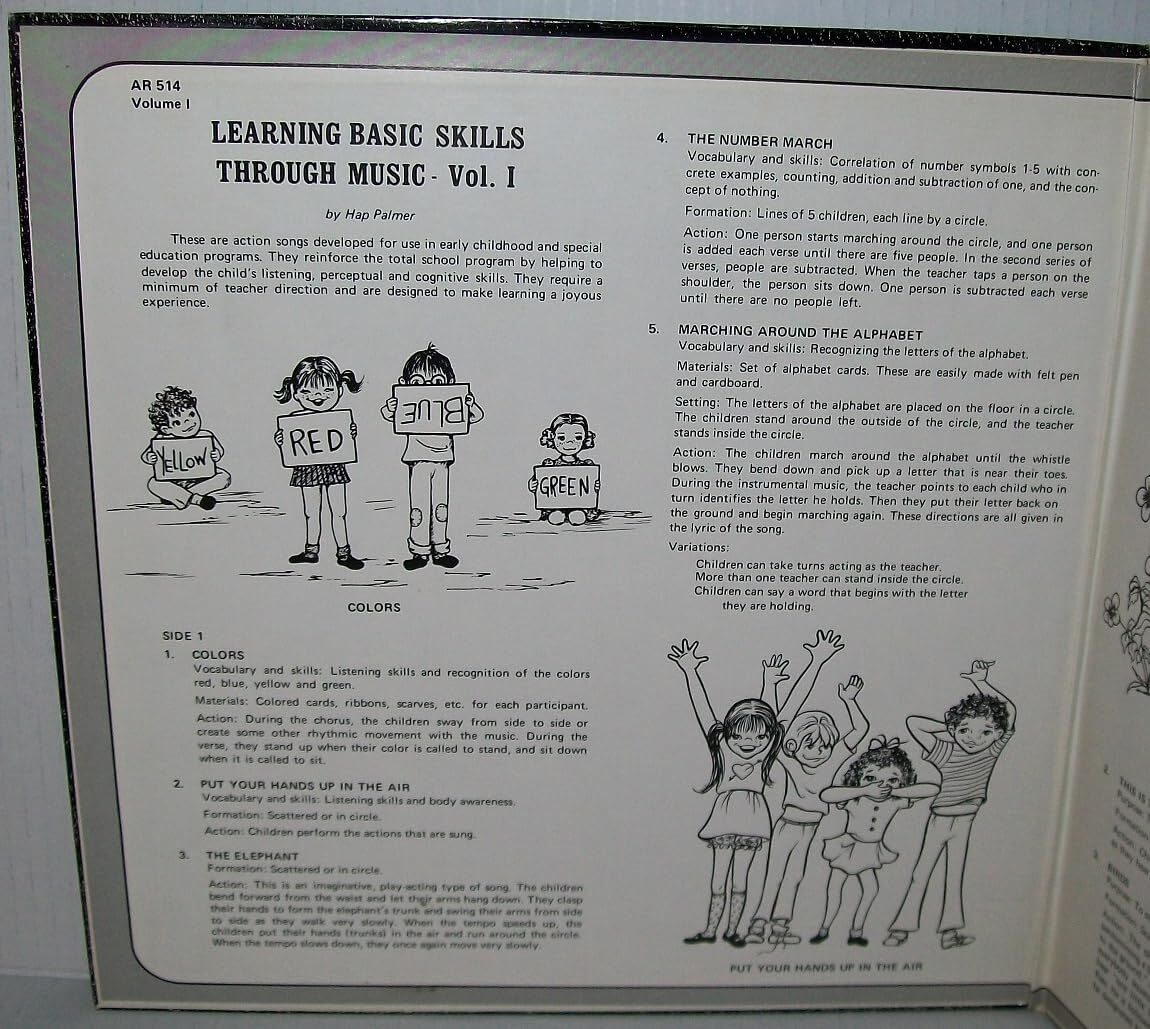 AR 514
Volume I
LEARNING BASIC SKILLS
THROUGH MUSIC - Vol. I
by Hap Palmer
These are action songs developed for use in early childhood and special
education programs. They reinforce the total school program by helping to
develop the child's listening, perceptual and cognitive skills. They require a
minimum of teacher direction and are designed to make learning a joyous
experience.
YELLOW
RED
BLUE
GREEN
COLORS
SIDE 1
1. COLORS
Vocabulary and skills: Listening skills and recognition of the colors
red, blue, yellow and green.
Materials: Colored cards, ribbons, scarves, etc. for each participant.
Action: During the chorus, the children sway from side to side or
create some other rhythmic movement with the music. During the
verse, they stand up when their color is called to stand, and sit down
when it is called to sit.
2. PUT YOUR HANDS UP IN THE AIR
Vocabulary and skills: Listening skills and body awareness.
Formation: Scattered or in circle.
Action: Children perform the actions that are sung.
3. THE ELEPHANT
Formation: Scattered or in circle.
Action: This is an imaginative, play-acting type of song. The children
bend forward from the waist and let their arms hang down. They clasp
their hands to form the elephant's trunk and swing their arms from side
to side as they walk very slowly. When the tempo speeds up, the
children put their hands (trunks) in the air and run around the circle.
When the tempo slows down, they once again move very slowly.
4. THE NUMBER MARCH
Vocabulary and skills: Correlation of number symbols 1-5 with con-
crete examples, counting, addition and subtraction of one, and the con-
cept of nothing.
Formation: Lines of 5 children, each line by a circle.
Action: One person starts marching around the circle, and one person
is added each verse until there are five people. In the second series of
verses, people are subtracted. When the teacher taps a person on the
shoulder, the person sits down. One person is subtracted each verse
until there are no people left.
5. MARCHING AROUND THE ALPHABET
Vocabulary and skills: Recognizing the letters of the alphabet.
Materials: Set of alphabet cards. These are easily made with felt pen
and cardboard.
Setting: The letters of the alphabet are placed on the floor in a circle.
The children stand around the outside of the circle, and the teacher
stands inside the circle.
Action: The children march around the alphabet until the whistle
blows. They bend down and pick up a letter that is near their toes.
During the instrumental music, the teacher points to each child who in
turn identifies the letter he holds. Then they put their letter back on
the ground and begin marching again. These directions are all given in
the lyric of the song.
Variations:
Children can take turns acting as the teacher.
More than one teacher can stand inside the circle.
Children can say a word that begins with the letter
they are holding.
PUT YOUR HANDS UP IN THE AIR
2. THIS IS
3. BIRDS